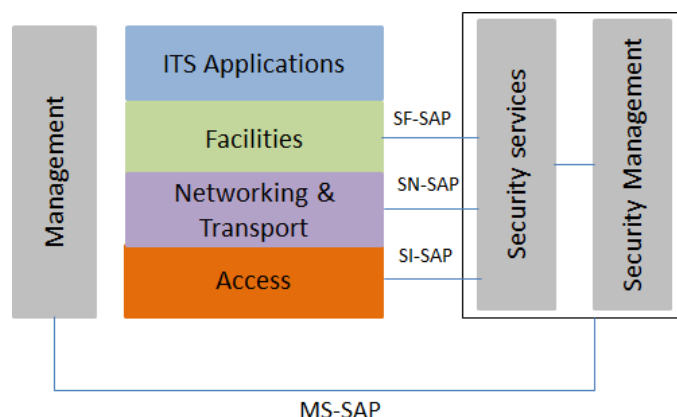 Management
ITS Applications
Facilities
Networking &
Transport
Access
SF-SAP
SN-SAP
SI-SAP
Security services
Security Management
MS-SAP